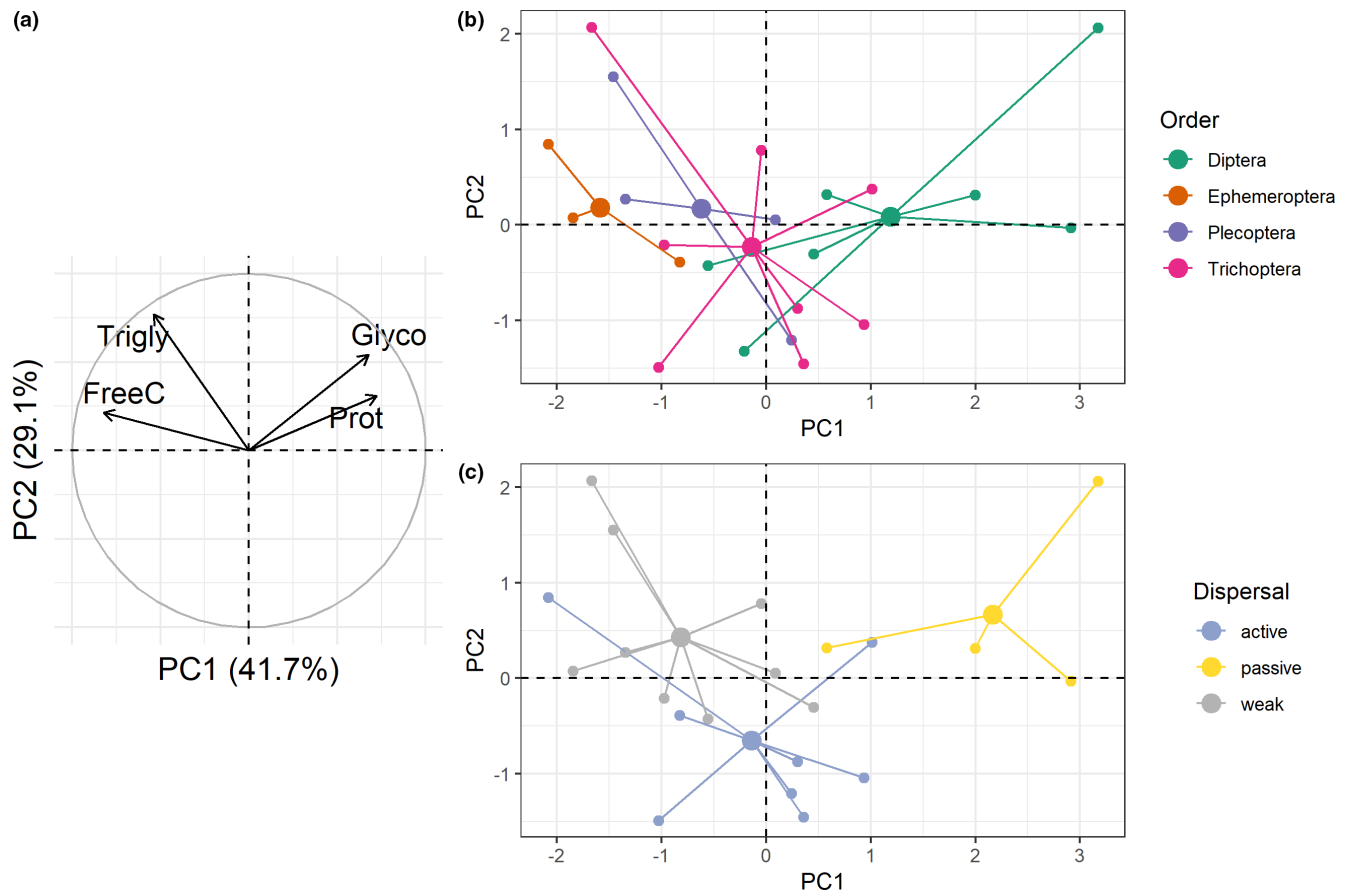 (a)
Trigly
Glyco
FreeC
Prot
PC2 (29.1%)
PC1 (41.7%)
(b)
PC2
2
1
0
-1
-2 -1 0 1 2 3
PC1
Order
Diptera
Ephemeroptera
Plecoptera
Trichoptera
(c)
PC2
2
1
0
-1
-2 -1 0 1 2 3
PC1
Dispersal
active
passive
weak